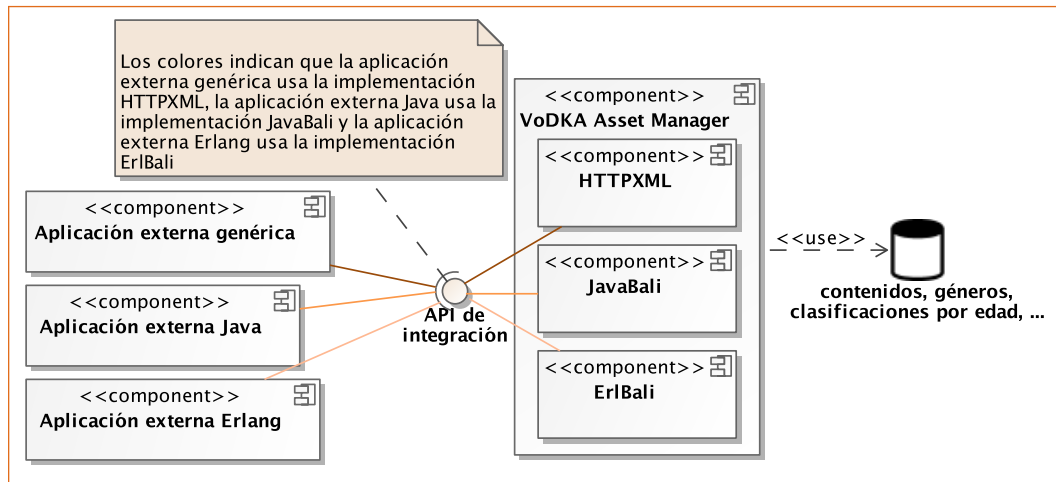 Los colores indican que la aplicación
externa genérica usa la implementación
HTTPXML, la aplicación externa Java usa la
implementación JavaBali y la aplicación
externa Erlang usa la implementación
ErlBali
<<component>>
Aplicación externa genérica
<<component>>
Aplicación externa Java
<<component>>
Aplicación externa Erlang
API de
integración
<<component>>
VoDKA Asset Manager
<<component>>
HTTPXML
<<component>>
JavaBali
<<component>>
ErlBali
<<use>>
contenidos, géneros,
clasificaciones por edad, ...